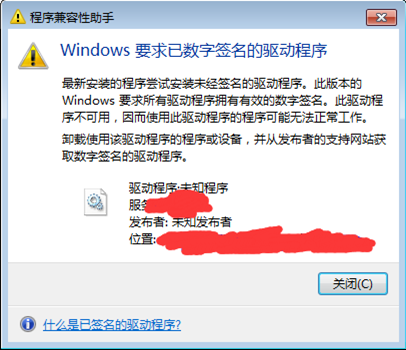 程序兼容性助手
Windows 要求已数字签名的驱动程序
最新安装的程序尝试安装未经签名的驱动程序。此版本的
Windows 要求所有驱动程序拥有有效的数字签名。此驱动程
序不可用，因而使用此驱动程序的程序可能无法正常工作。
卸载使用该驱动程序的程序或设备，并从发布者的支持网站获
取数字签名的驱动程序。
驱动程序:未知程序
服务
发布者: 未知发布者
位置:
关闭(C)
什么是已签名的驱动程序?